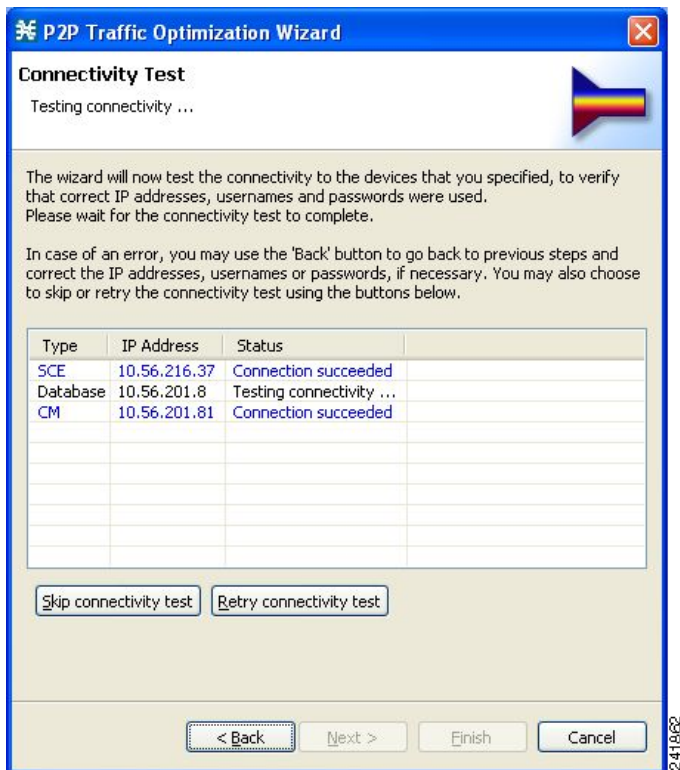 P2P Traffic Optimization Wizard
Connectivity Test
Testing connectivity ...
The wizard will now test the connectivity to the devices that you specified, to verify
that correct IP addresses, usernames and passwords were used.
Please wait for the connectivity test to complete.
In case of an error, you may use the 'Back' button to go back to previous steps and
correct the IP addresses, usernames or passwords, if necessary. You may also choose
to skip or retry the connectivity test using the buttons below.
Type IP Address Status
SCE 10.56.216.37 Connection succeeded
Database 10.56.201.8 Testing connectivity ...
CM 10.56.201.81 Connection succeeded
Skip connectivity test Retry connectivity test
< Back Next > Finish Cancel
241862